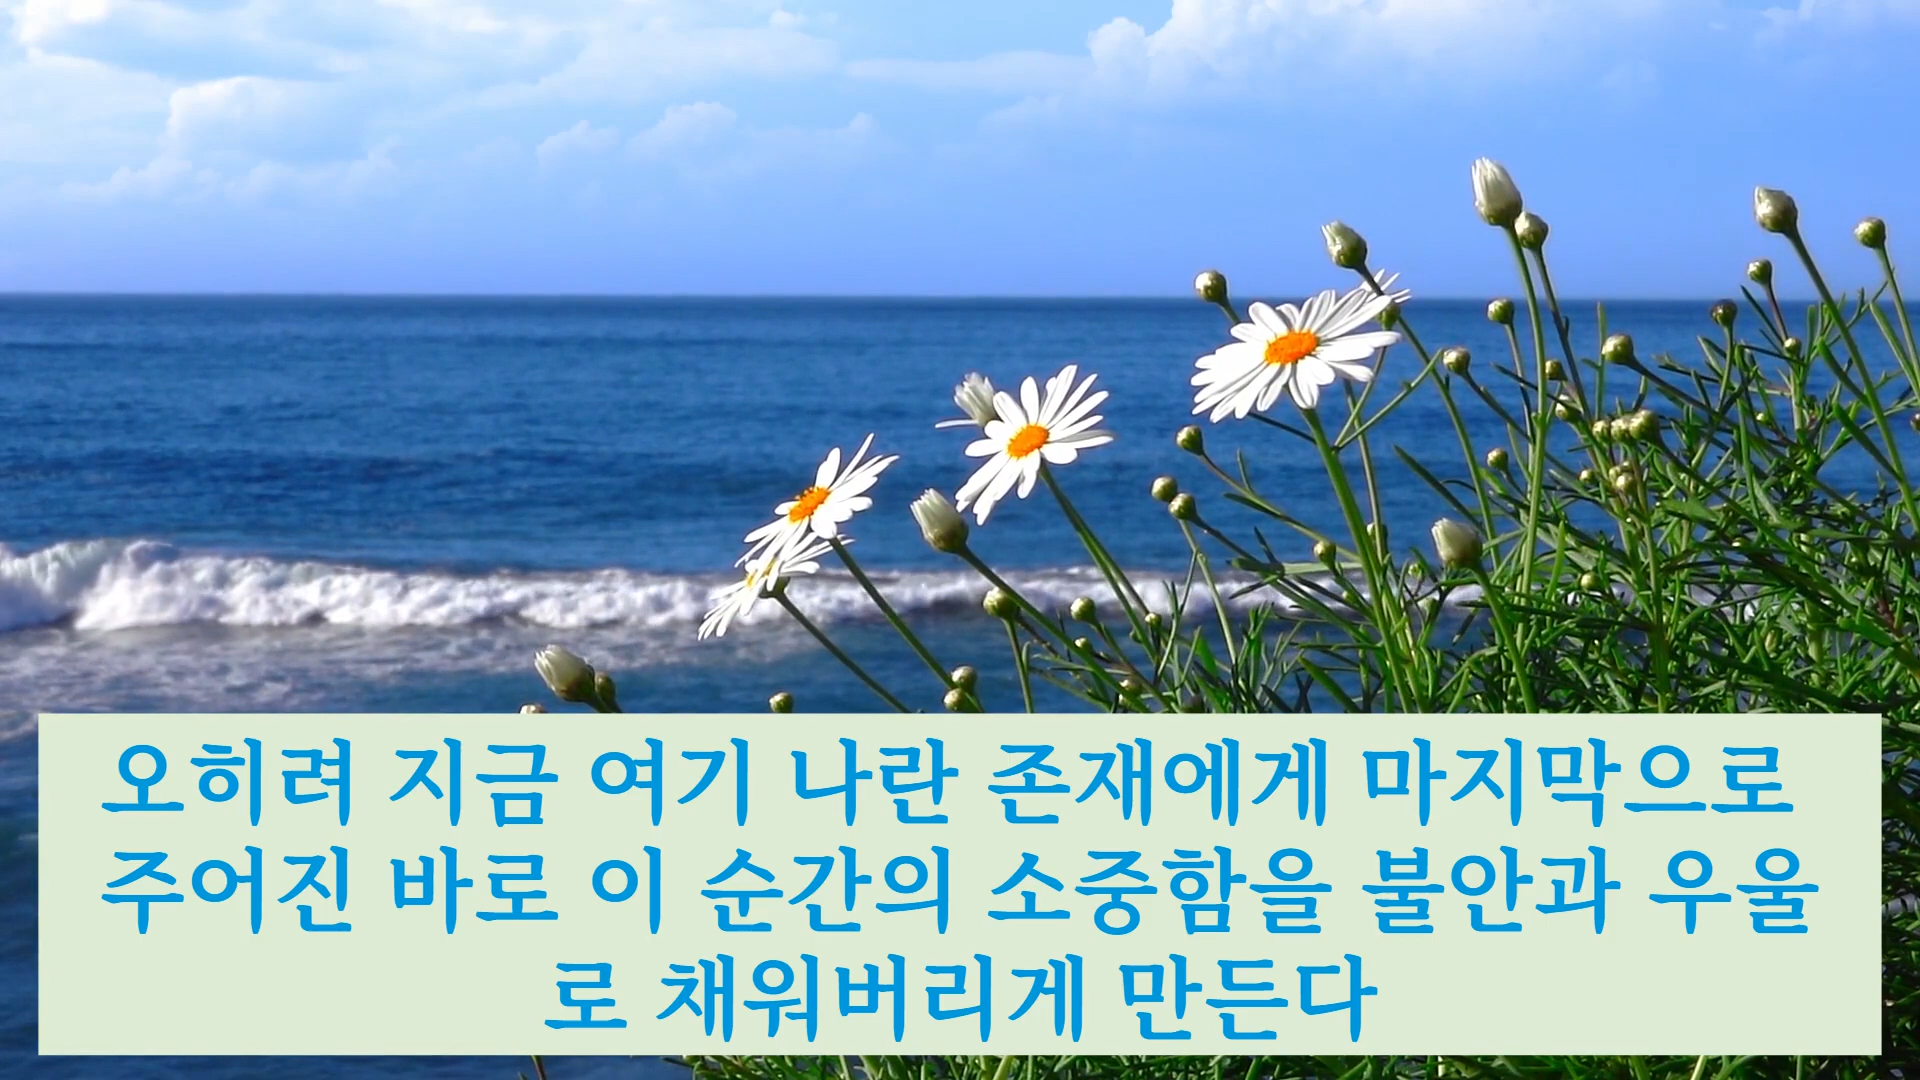 오히려 지금 여기 나란 존재에게 마지막으로
주어진 바로 이 순간의 소중함을 불안과 우울
로 채워버리게 만든다